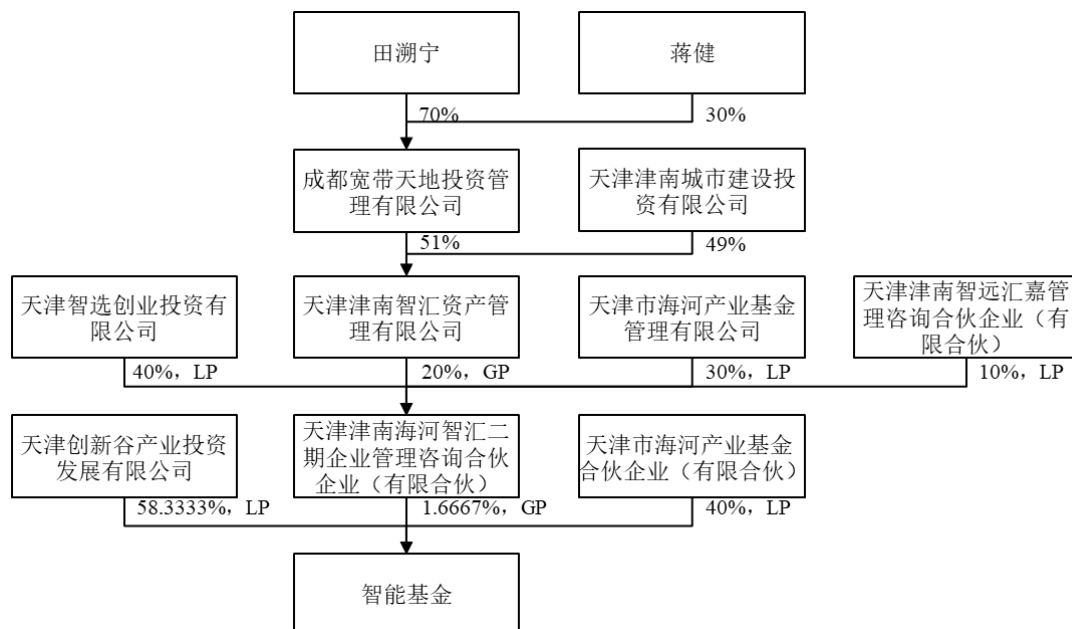 田溯宁
蒋健
70%
30%
成都宽带天地投资管
理有限公司
天津津南城市建设投
资有限公司
51%
49%
天津智选创业投资有
限公司
天津津南智汇资产管
理有限公司
天津市海河产业基金
管理有限公司
天津津南智远汇嘉管
理咨询合伙企业（有
限合伙）
40%，LP
20%，GP
30%，LP
10%，LP
天津创新谷产业投资
发展有限公司
天津津南海河智汇二
期企业管理咨询合伙
企业（有限合伙）
天津市海河产业基金
合伙企业（有限合伙）
58.3333%，LP
1.6667%，GP
40%，LP
智能基金